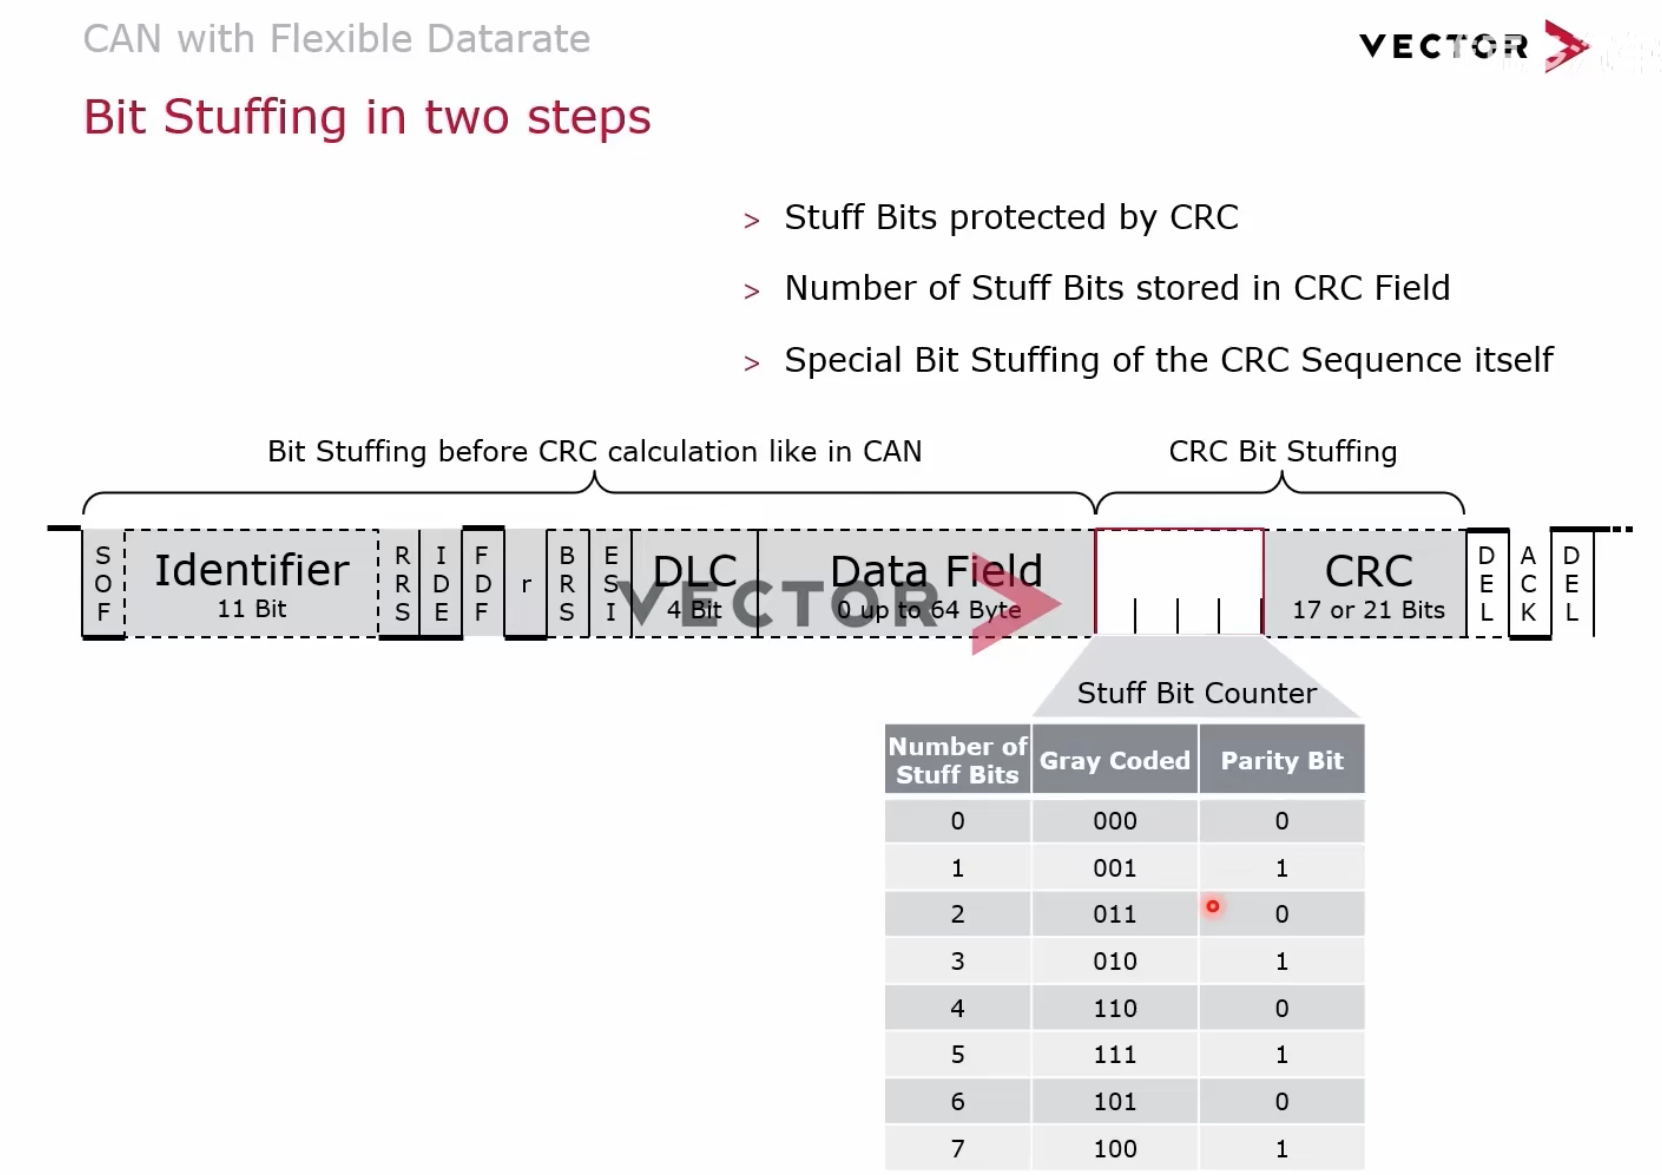 CAN with Flexible Datarate
VECTOR
Bit Stuffing in two steps
> Stuff Bits protected by CRC
> Number of Stuff Bits stored in CRC Field
> Special Bit Stuffing of the CRC Sequence itself
Bit Stuffing before CRC calculation like in CAN
CRC Bit Stuffing
SOF
Identifier
11 Bit
RRS
IDE
FDF
r
BRS
ESI
DLC
4 Bit
Data Field
0 up to 64 Byte
CRC
17 or 21 Bits
DEL
ACK
DEL
VECTOR
Stuff Bit Counter
Number of
Stuff Bits
Gray Coded
Parity Bit
0 000 0
1 001 1
2 011 0
3 010 1
4 110 0
5 111 1
6 101 0
7 100 1